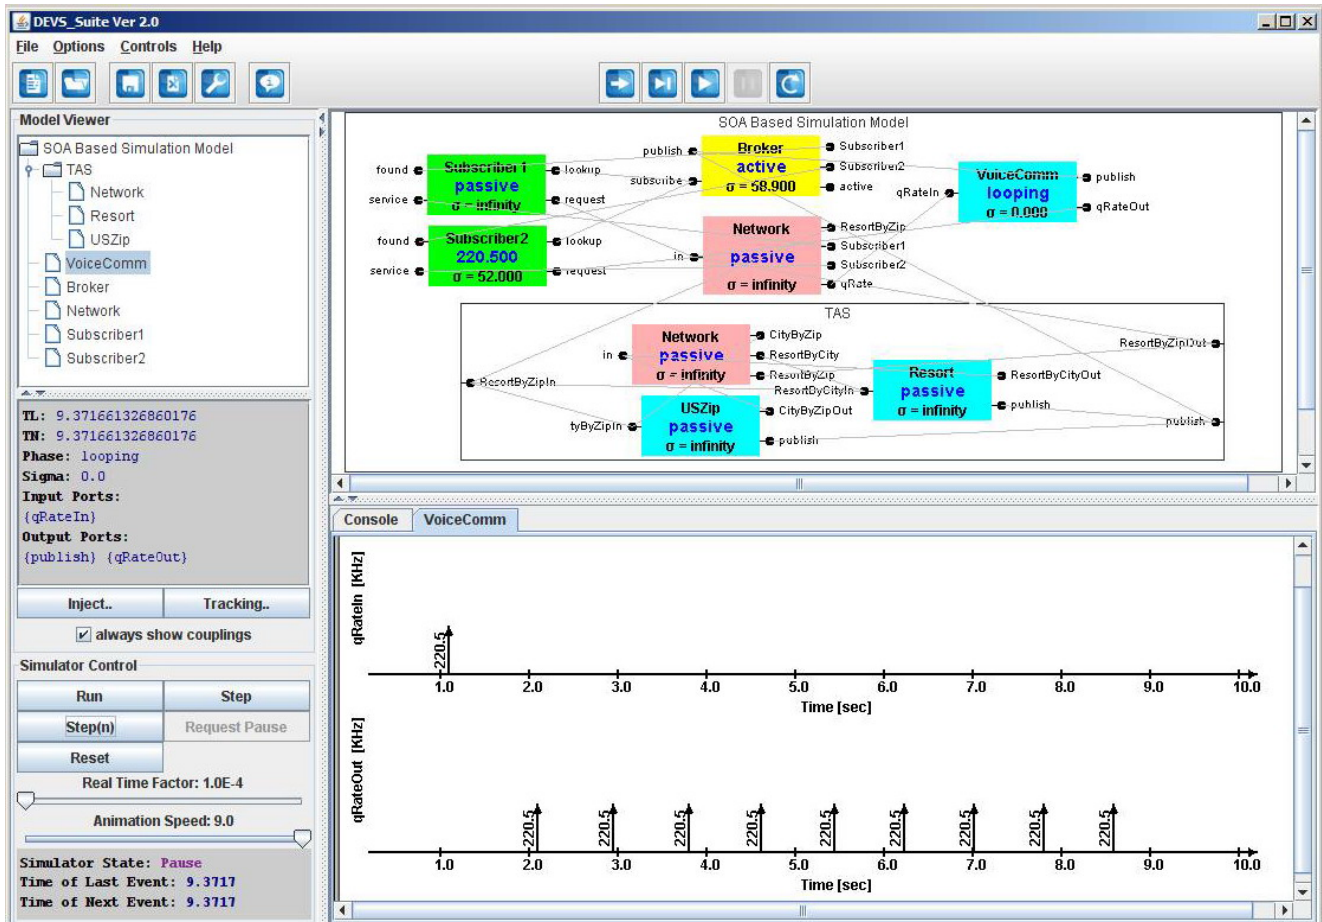 DEVS_Suite Ver 2.0
File Options Controls Help
Model Viewer
SOA Based Simulation Model
TAS
Network
Resort
USZip
VoiceComm
Broker
Network
Subscriber1
Subscriber2
TL: 9.371661326860176
TN: 9.371661326860176
Phase: looping
Sigma: 0.0
Input Ports:
{qRateIn}
Output Ports:
{publish} {qRateOut}
Inject.. Tracking..
always show couplings
Simulator Control
Run Step
Step(n) Request Pause
Reset
Real Time Factor: 1.0E-4
Animation Speed: 9.0
Simulator State: Pause
Time of Last Event: 9.3717
Time of Next Event: 9.3717
SOA Based Simulation Model
found
service
Subscriber1
passive
σ = infinity
lookup
request
found
service
Subscriber2
220.500
σ = 52.000
lookup
request
publish
subscribe
Broker
active
σ = 58.900
Subscriber1
Subscriber2
active
qRateIn
VoiceComm
looping
σ = 0.000
publish
qRateOut
in
Network
passive
σ = infinity
ResortByZip
Subscriber1
Subscriber2
qRate
TAS
ResortByZipIn
in
Network
passive
σ = infinity
CityByZip
ResortByCity
ResortByZip
ResortByCityIn
Resort
passive
σ = infinity
ResortByCityOut
publish
tyByZipIn
USZip
passive
σ = infinity
CityByZipOut
publish
ResortByZipOut
publish
Console VoiceComm
qRateIn [KHz]
220.5
1.0 2.0 3.0 4.0 5.0 6.0 7.0 8.0 9.0 10.0
Time [sec]
qRateOut [KHz]
220.5 220.5 220.5 220.5 220.5 220.5 220.5 220.5 220.5
1.0 2.0 3.0 4.0 5.0 6.0 7.0 8.0 9.0 10.0
Time [sec]